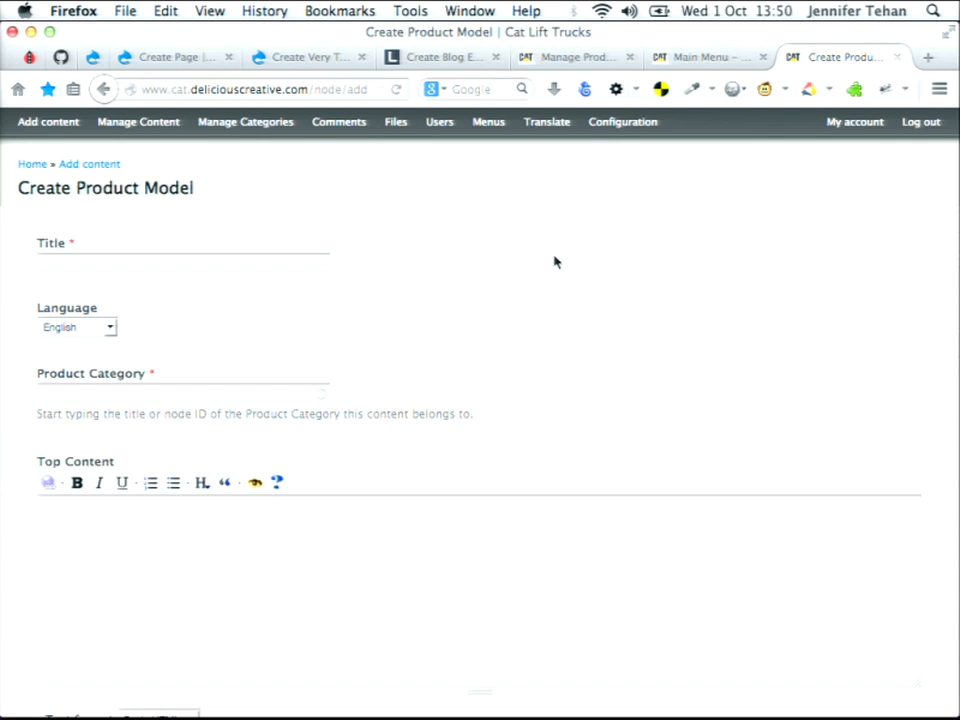 Firefox File Edit View History Bookmarks Tools Window Help Wed 1 Oct 13:50 Jennifer Tehan
Create Product Model | Cat Lift Trucks
Create Page |... Create Very T... Create Blog E... CAT Manage Prod... CAT Main Menu – ... CAT Create Produ...
www.cat.deliciouscreative.com/node/add Google
Add content Manage Content Manage Categories Comments Files Users Menus Translate Configuration My account Log out
Home » Add content
Create Product Model
Title *
Language
English
Product Category *
Start typing the title or node ID of the Product Category this content belongs to.
Top Content
B I U H